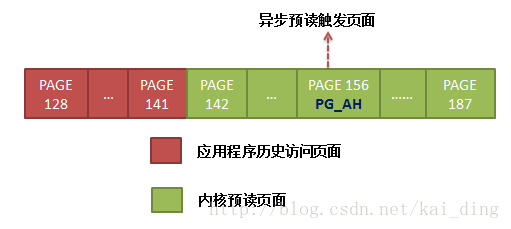 异步预读触发页面
PAGE 128
...
PAGE 141
PAGE 142
...
PAGE 156 PG_AH
......
PAGE 187
应用程序历史访问页面
内核预读页面
http://blog.csdn.net/kai_ding